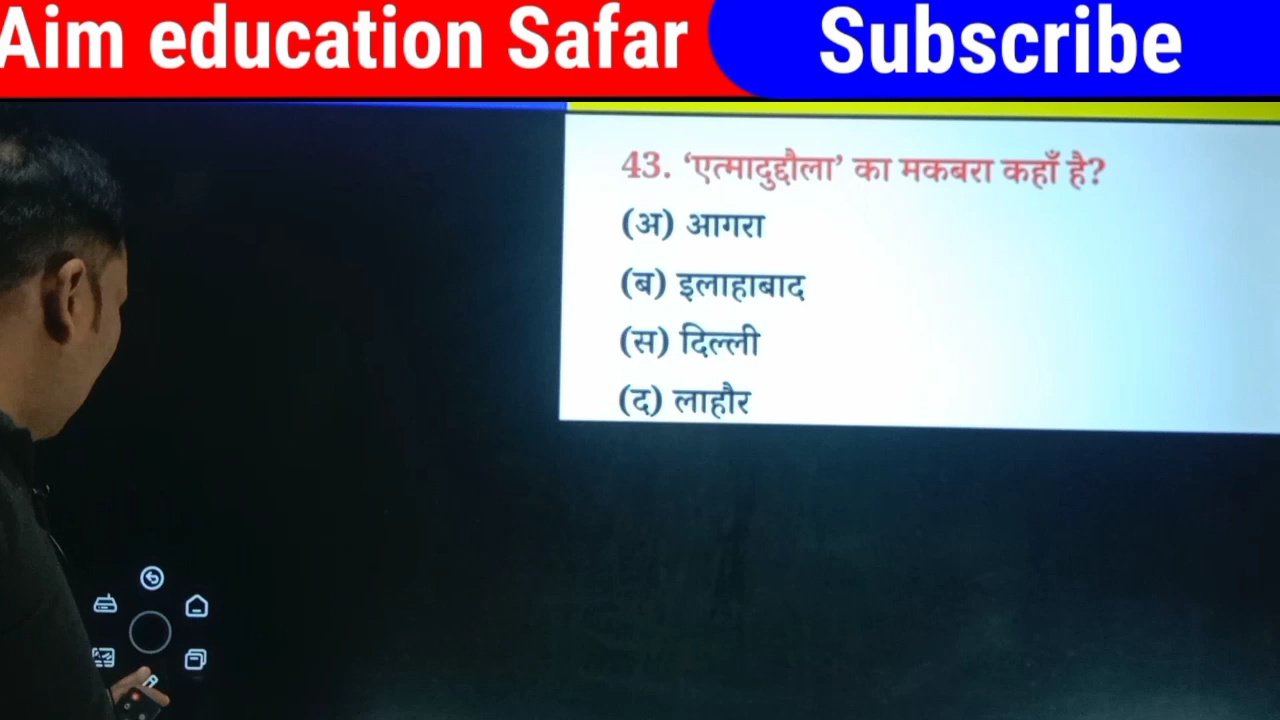 Aim education Safar
Subscribe
43. ‘एत्मादुद्दौला’ का मकबरा कहाँ है?
(अ) आगरा
(ब) इलाहाबाद
(स) दिल्ली
(द) लाहौर